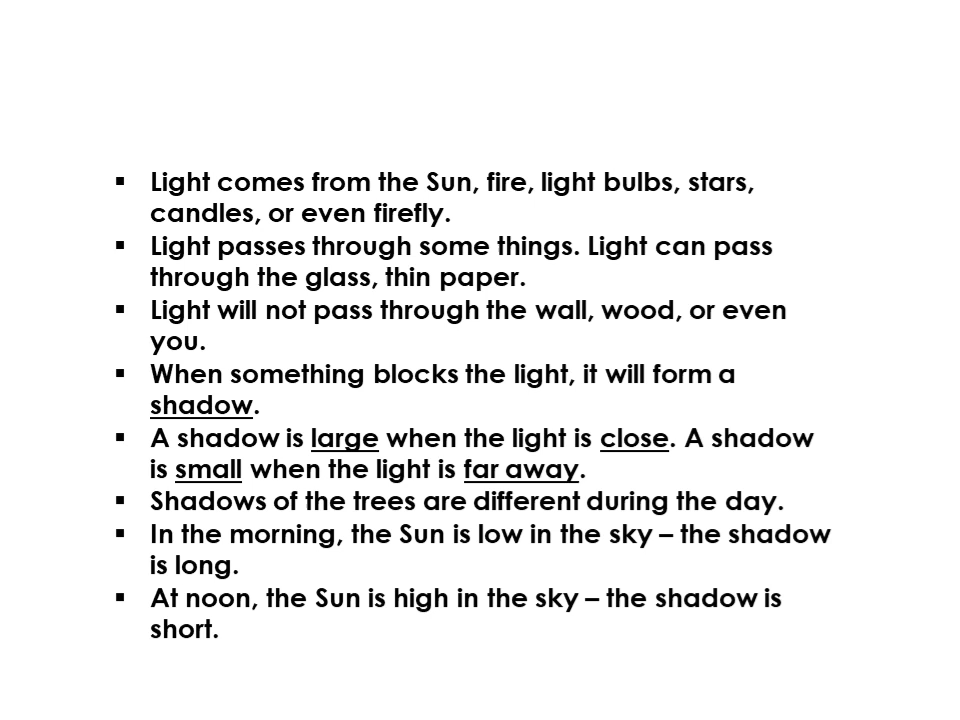 ▪ Light comes from the Sun, fire, light bulbs, stars,
candles, or even firefly.
▪ Light passes through some things. Light can pass
through the glass, thin paper.
▪ Light will not pass through the wall, wood, or even
you.
▪ When something blocks the light, it will form a
shadow.
▪ A shadow is large when the light is close. A shadow
is small when the light is far away.
▪ Shadows of the trees are different during the day.
▪ In the morning, the Sun is low in the sky – the shadow
is long.
▪ At noon, the Sun is high in the sky – the shadow is
short.